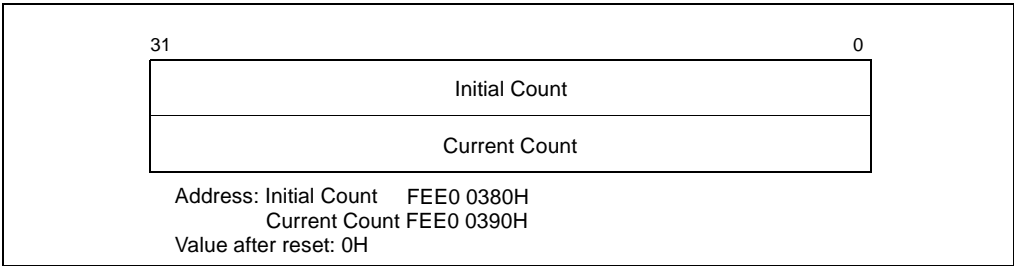 31 0
Initial Count
Current Count
Address: Initial Count FEE0 0380H
Current Count FEE0 0390H
Value after reset: 0H